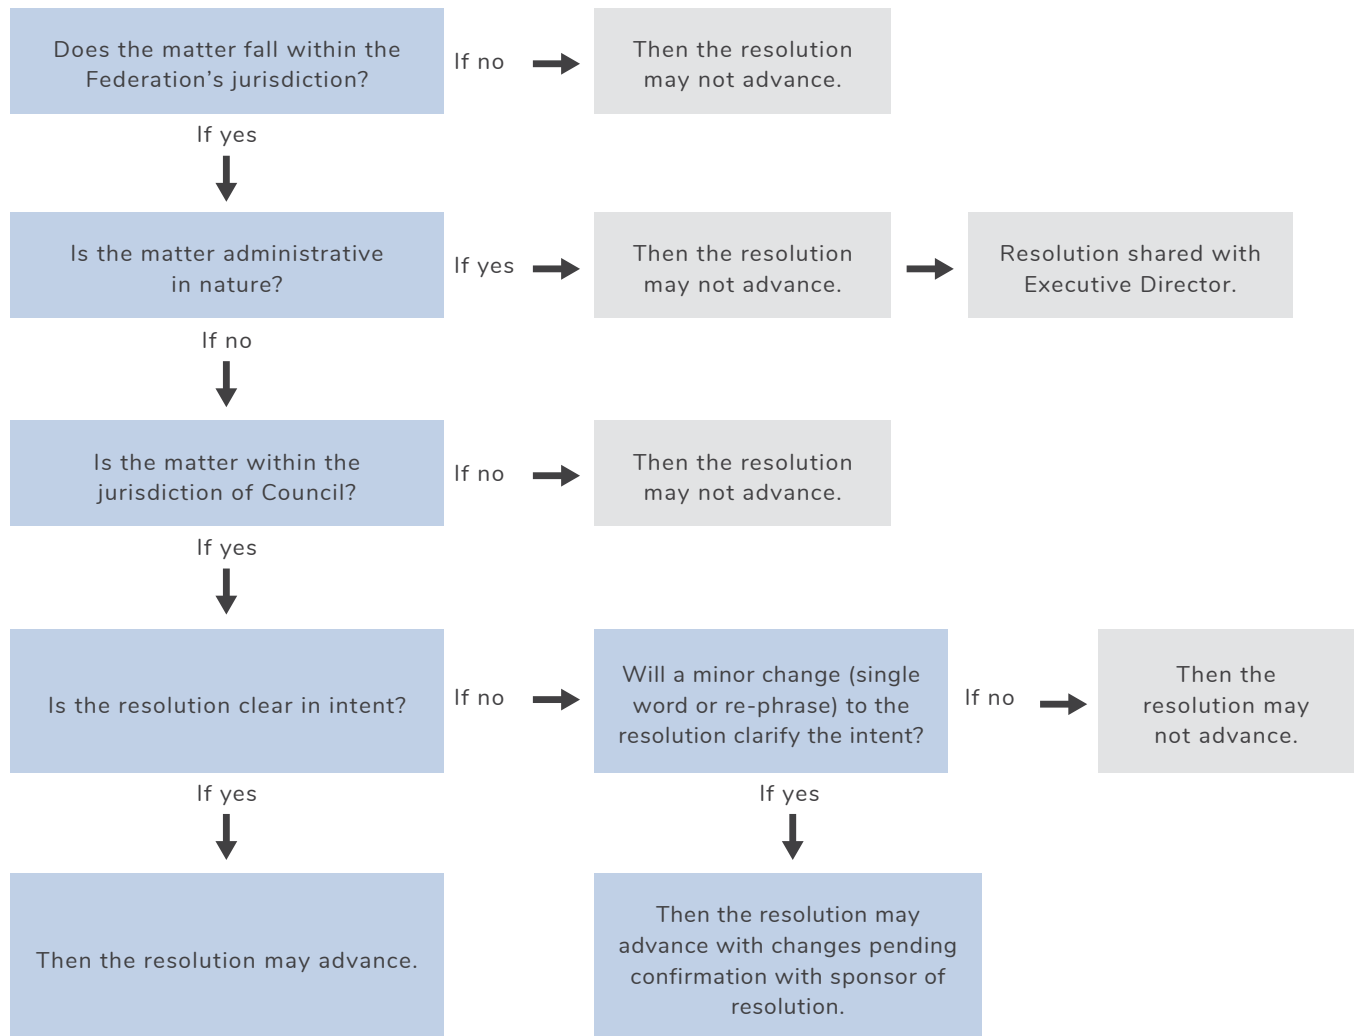 Does the matter fall within the
Federation’s jurisdiction?
If no
Then the resolution
may not advance.
If yes
Is the matter administrative
in nature?
If yes
Then the resolution
may not advance.
Resolution shared with
Executive Director.
If no
Is the matter within the
jurisdiction of Council?
If no
Then the resolution
may not advance.
If yes
Is the resolution clear in intent?
If no
Will a minor change (single
word or re-phrase) to the
resolution clarify the intent?
If no
Then the
resolution may
not advance.
If yes
If yes
Then the resolution may advance.
Then the resolution may
advance with changes pending
confirmation with sponsor of
resolution.